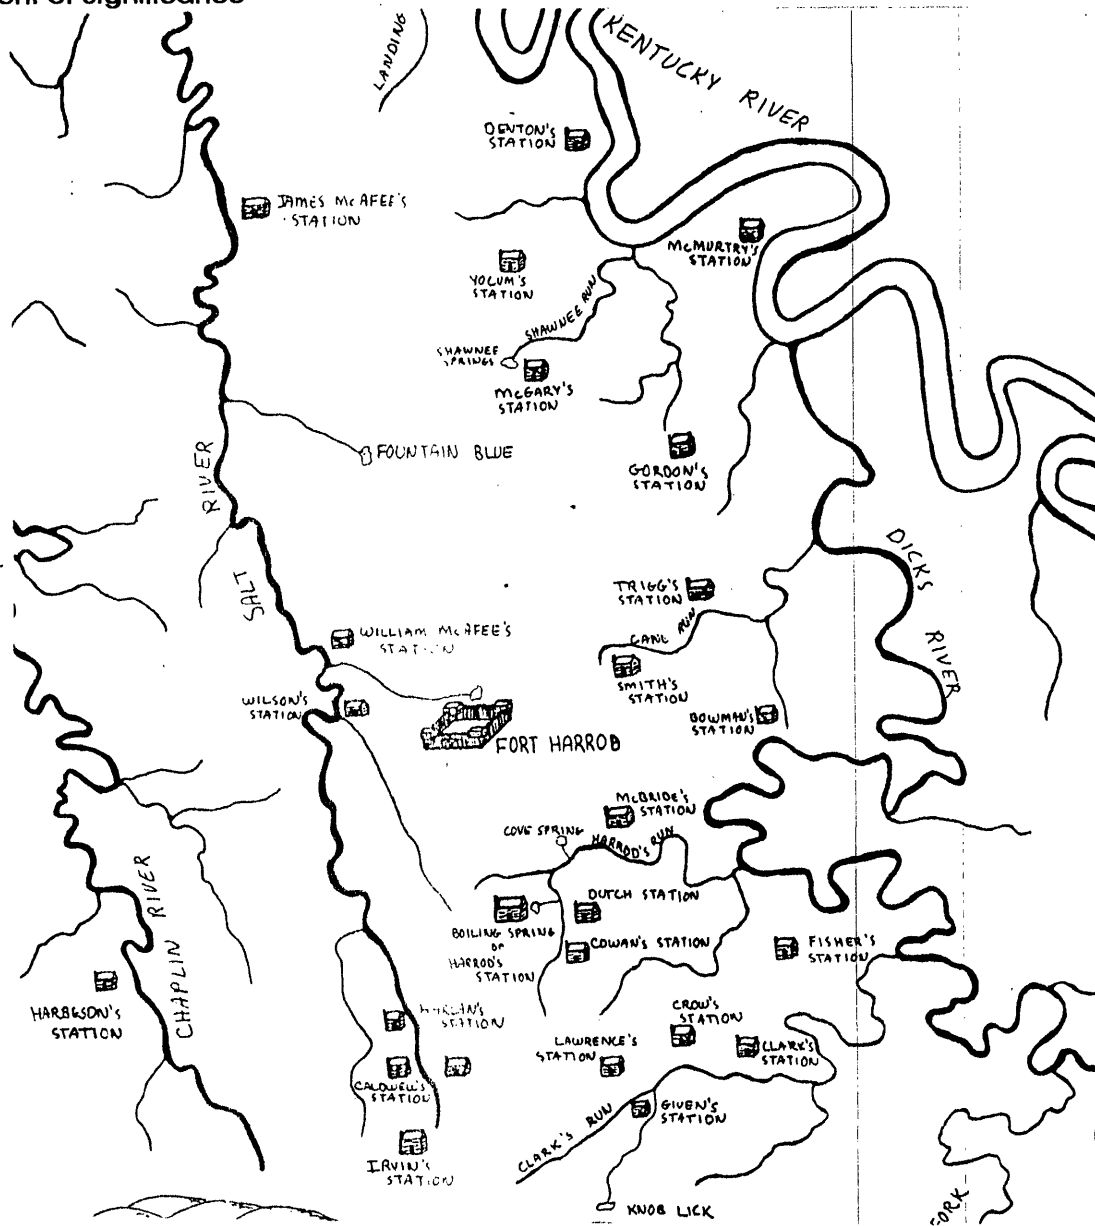 LANDING
KENTUCKY RIVER
DENTON'S
STATION
JAMES McAFEE'S
STATION
McMURTRY'S
STATION
YOCUM'S
STATION
SHAWNEE RUN
SHAWNEE
SPRINGS
McGARY'S
STATION
FOUNTAIN BLUE
GORDON'S
STATION
RIVER
SALT
DICKS
RIVER
TRIGG'S
STATION
CANE RUN
WILLIAM McAFEE'S
STATION
SMITH'S
STATION
WILSON'S
STATION
BOWMAN'S
STATION
FORT HARROD
McBRIDE'S
STATION
COVE SPRING
HARROD'S RUN
DUTCH STATION
BOILING SPRING
OR
HARROD'S
STATION
COWAN'S STATION
FISHER'S
STATION
CHAPLIN RIVER
HARBESON'S
STATION
HARLAN'S
STATION
CROW'S
STATION
LAWRENCE'S
STATION
CLARK'S
STATION
CALDWELL'S
STATION
GIVEN'S
STATION
CLARK'S RUN
IRVIN'S
STATION
KNOB LICK
FORK